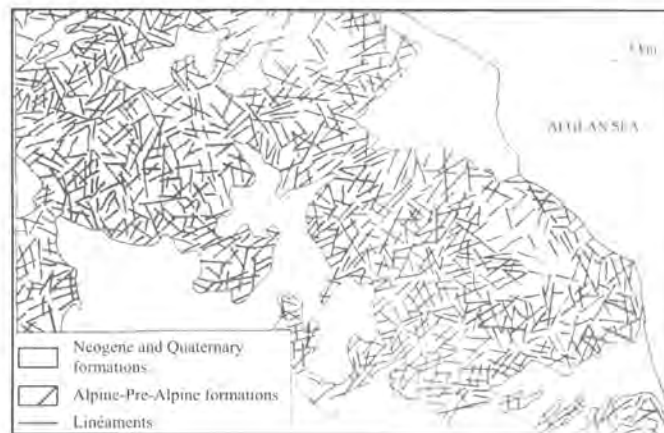 AEGEAN SEA
Neogene and Quaternary
formations
Alpine-Pre-Alpine formations
Linéaments